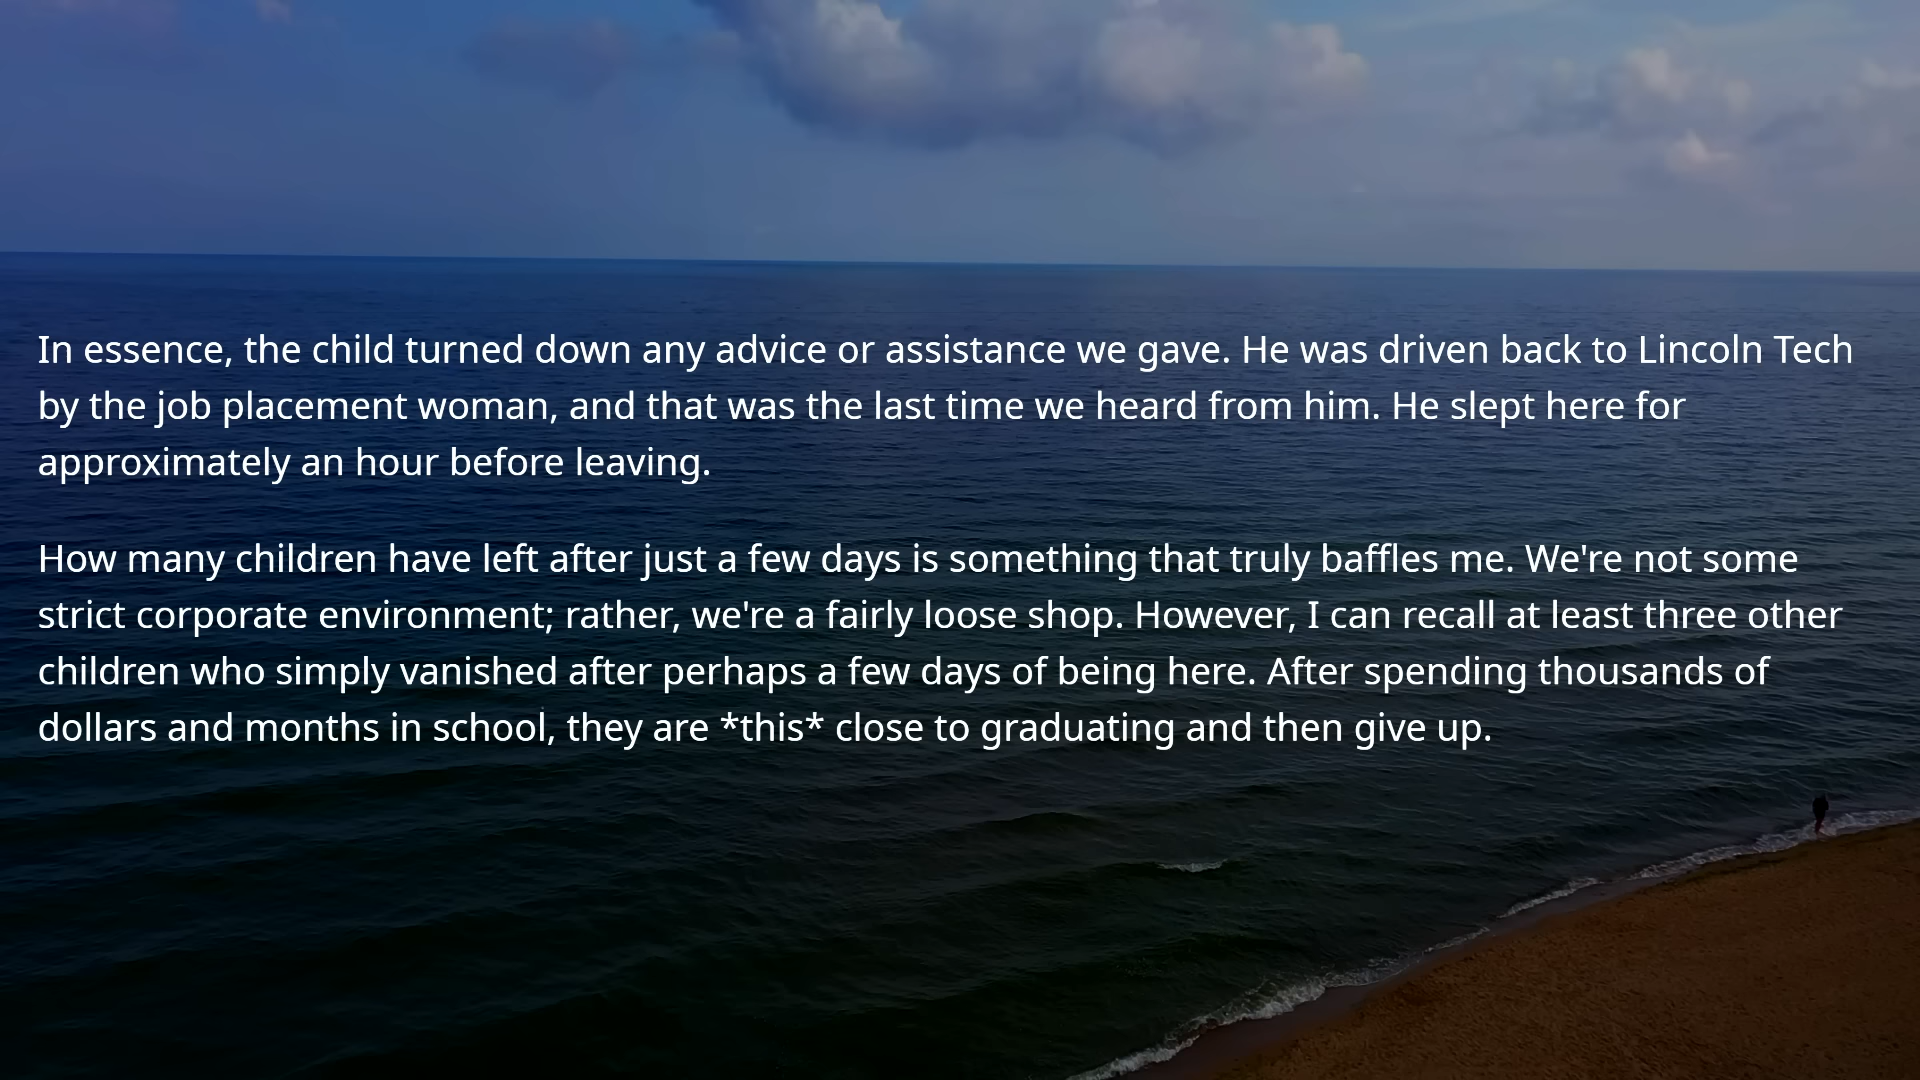 In essence, the child turned down any advice or assistance we gave. He was driven back to Lincoln Tech
by the job placement woman, and that was the last time we heard from him. He slept here for
approximately an hour before leaving.
How many children have left after just a few days is something that truly baffles me. We're not some
strict corporate environment; rather, we're a fairly loose shop. However, I can recall at least three other
children who simply vanished after perhaps a few days of being here. After spending thousands of
dollars and months in school, they are *this* close to graduating and then give up.